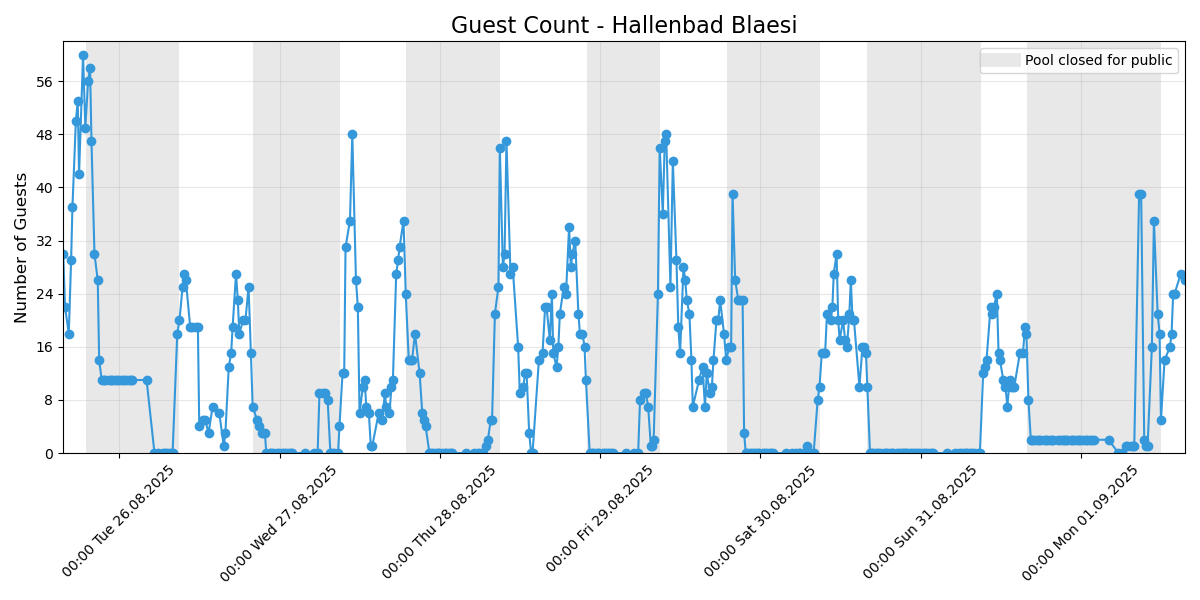 Guest Count - Hallenbad Blaesi
Pool closed for public
Number of Guests
56
48
40
32
24
16
8
0
00:00 Tue 26.08.2025
00:00 Wed 27.08.2025
00:00 Thu 28.08.2025
00:00 Fri 29.08.2025
00:00 Sat 30.08.2025
00:00 Sun 31.08.2025
00:00 Mon 01.09.2025